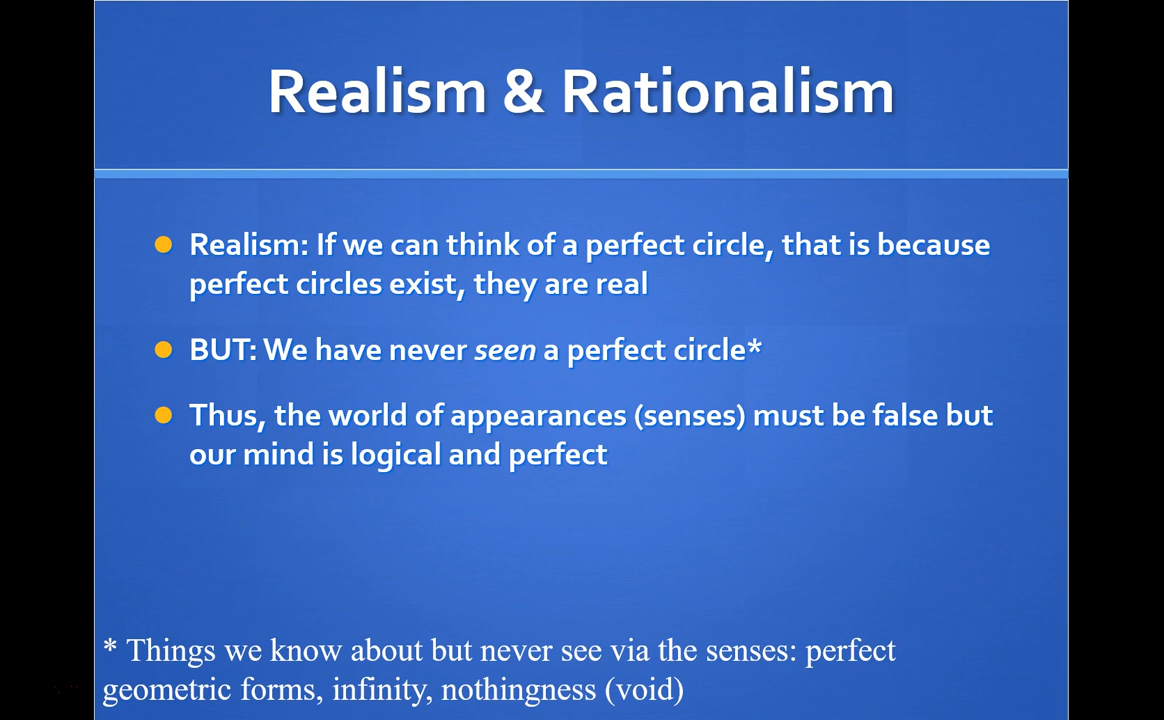 Realism & Rationalism
Realism: If we can think of a perfect circle, that is because
perfect circles exist, they are real
BUT: We have never seen a perfect circle*
Thus, the world of appearances (senses) must be false but
our mind is logical and perfect
* Things we know about but never see via the senses: perfect
geometric forms, infinity, nothingness (void)